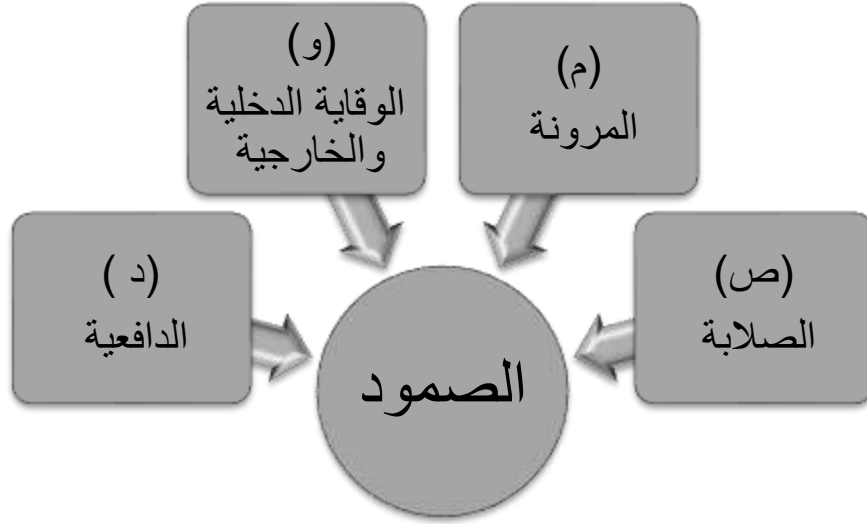 (ص)
الصلابة
(م)
المرونة
(و)
الوقاية الدخلية
والخارجية
(د )
الدافعية
الصمود